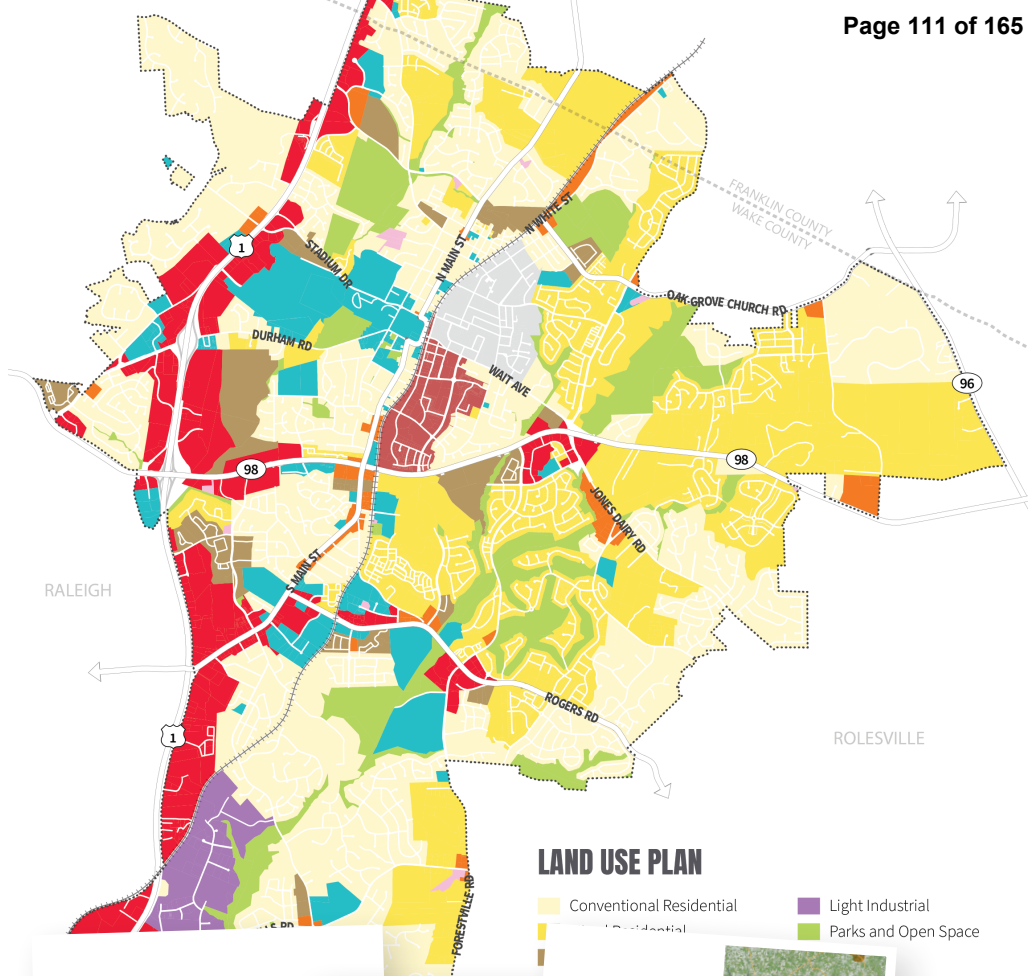 Page 111 of 165
FRANKLIN COUNTY
WAKE COUNTY
N WHITE ST
1
STADIUM DR
N MAIN ST
OAK GROVE CHURCH RD
DURHAM RD
WAIT AVE
96
98
98
JONES DAIRY RD
S MAIN ST
RALEIGH
ROGERS RD
1
ROLESVILLE
LAND USE PLAN
Conventional Residential
Light Industrial
Residential
Parks and Open Space
FORESTVILLE RD
RD